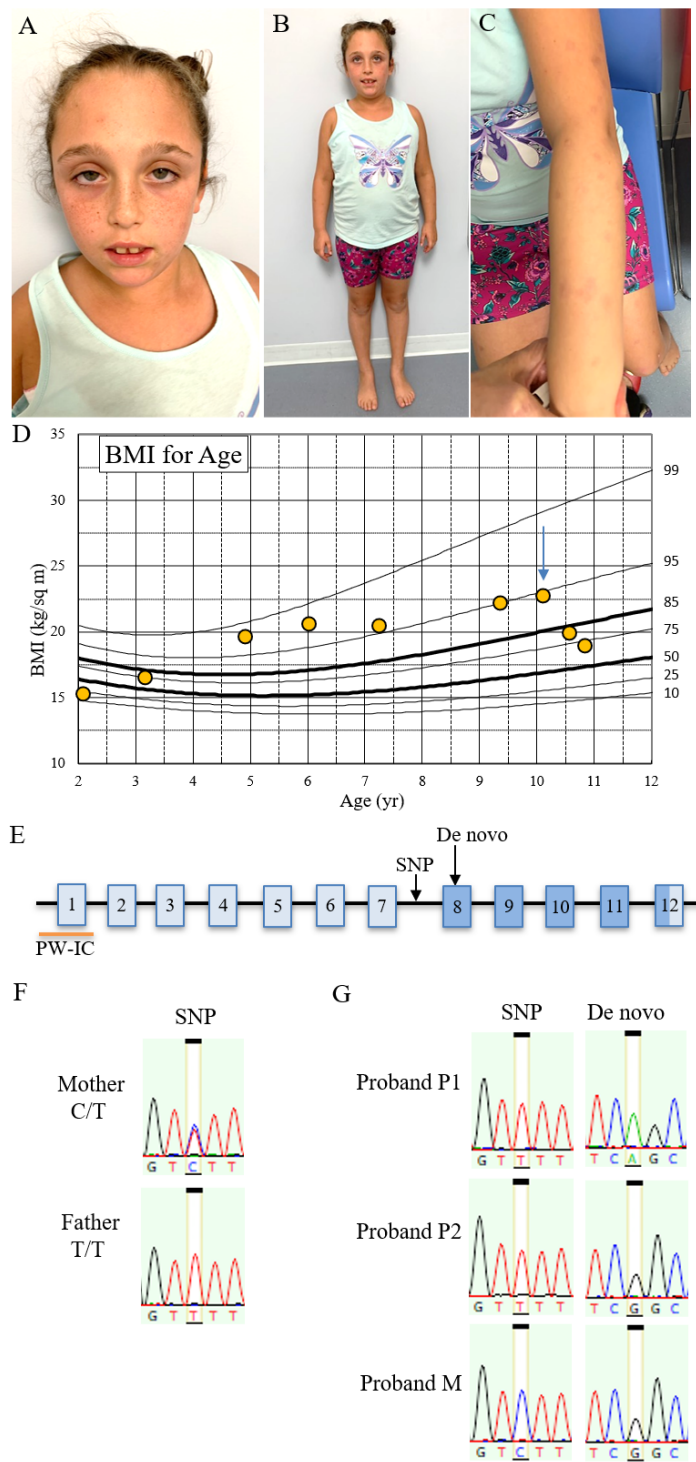 A
B
C
D
BMI for Age
35
30
25
20
15
10
BMI (kg/sq m)
99
95
85
75
50
25
10
2 3 4 5 6 7 8 9 10 11 12
Age (yr)
E
De novo
SNP
1 2 3 4 5 6 7 8 9 10 11 12
PW-IC
F
SNP
Mother
C/T
G T C T T
Father
T/T
G T T T T
G
SNP De novo
Proband P1
G T T T T T C A G C
Proband P2
G T T T T T C G G C
Proband M
G T C T T T C G G C